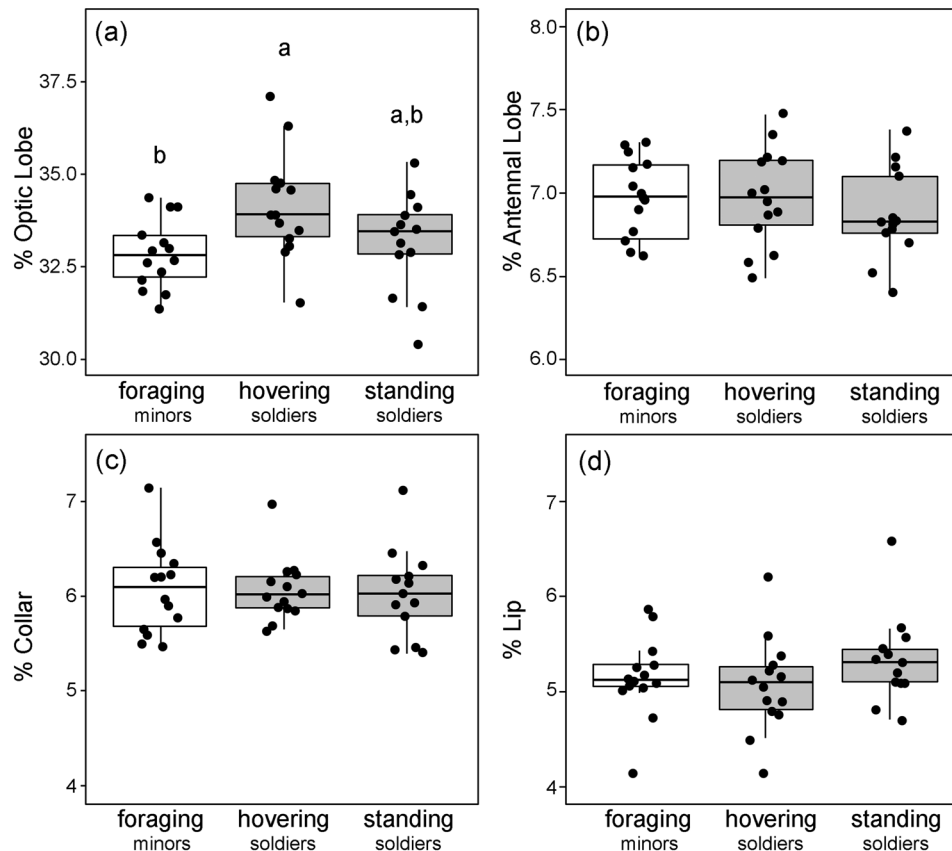 (a)
a
a,b
b
% Optic Lobe
37.5
35.0
32.5
30.0
foraging hovering standing
minors soldiers soldiers
(b)
% Antennal Lobe
8.0
7.5
7.0
6.5
6.0
foraging hovering standing
minors soldiers soldiers
(c)
% Collar
7
6
5
4
foraging hovering standing
minors soldiers soldiers
(d)
% Lip
7
6
5
4
foraging hovering standing
minors soldiers soldiers